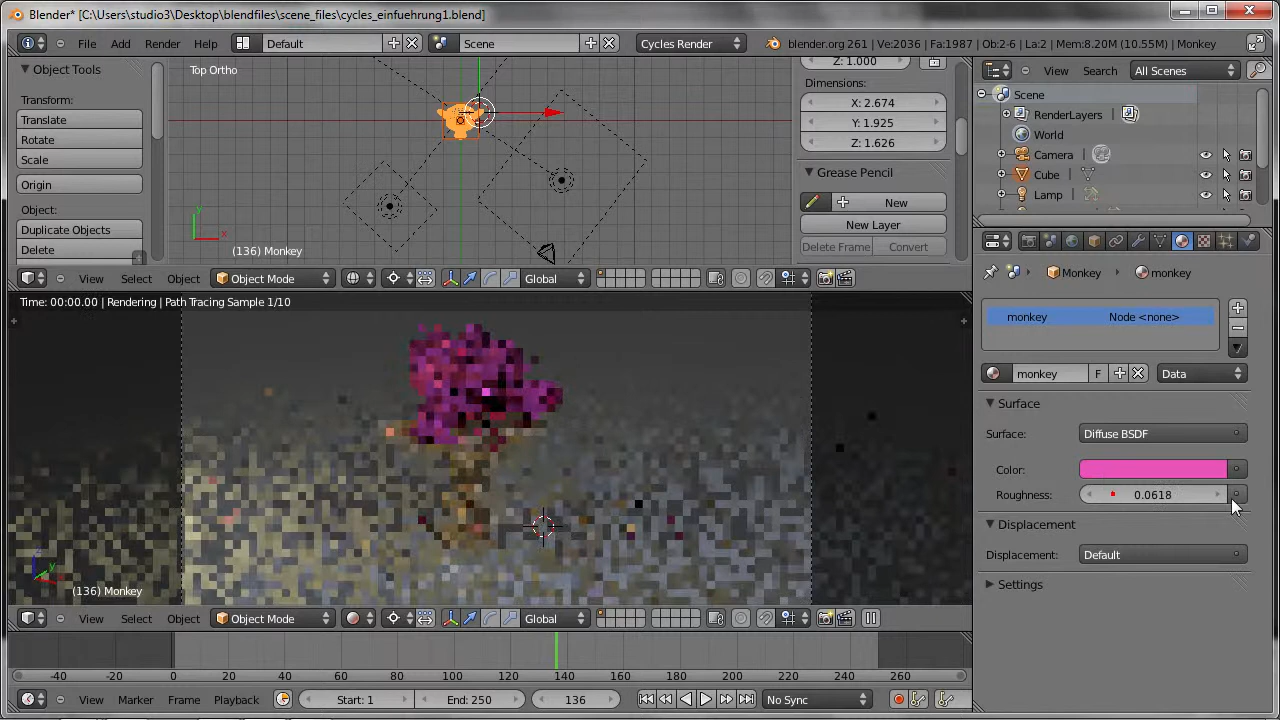 Blender* [C:\Users\studio3\Desktop\blendfiles\scene_files\cycles_einfuehrung1.blend]
File Add Render Help Default Scene Cycles Render blender.org 261 | Ve:2036 | Fa:1987 | Ob:2-6 | La:2 | Mem:8.20M (10.55M) | Monkey
Object Tools
Transform:
Translate
Rotate
Scale
Origin
Object:
Duplicate Objects
Delete
Top Ortho
(136) Monkey
Z: 1.000
Dimensions:
X: 2.674
Y: 1.925
Z: 1.626
Grease Pencil
New
New Layer
Delete Frame Convert
View Select Object Object Mode Global
Time: 00:00.00 | Rendering | Path Tracing Sample 1/10
(136) Monkey
View Select Object Object Mode Global
-40 -20 0 20 40 60 80 100 120 140 160 180 200 220 240 260
View Marker Frame Playback Start: 1 End: 250 136 No Sync
View Search All Scenes
Scene
RenderLayers
World
Camera
Cube
Lamp
Monkey monkey
monkey Node <none>
monkey F Data
Surface
Surface: Diffuse BSDF
Color:
Roughness: 0.0618
Displacement
Displacement: Default
Settings